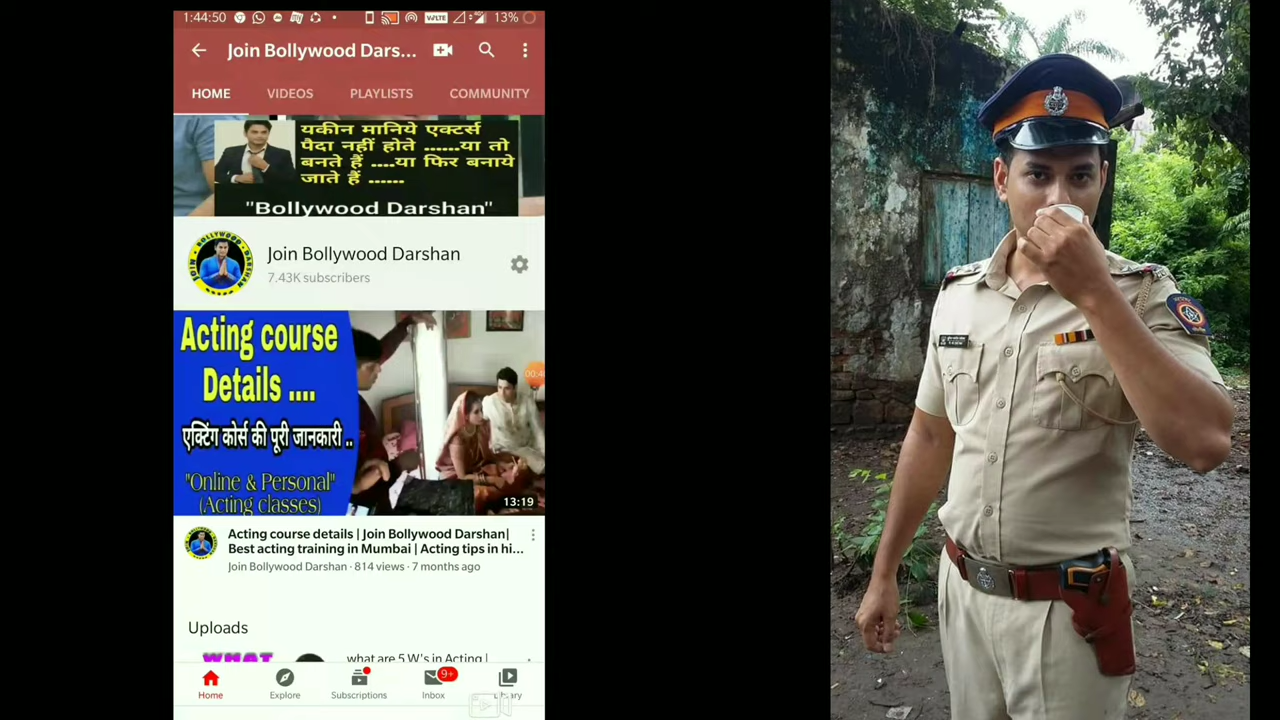 1:44:50
VoLTE
13%
Join Bollywood Dars...
HOME VIDEOS PLAYLISTS COMMUNITY
यकीन मानिये एक्टर्स
पैदा नहीं होते ......या तो
बनते हैं ....या फिर बनाये
जाते हैं ......
"Bollywood Darshan"
Join Bollywood Darshan
7.43K subscribers
Acting course
Details ....
एक्टिंग कोर्स की पूरी जानकारी ..
"Online & Personal"
(Acting classes)
13:19
Acting course details | Join Bollywood Darshan|
Best acting training in Mumbai | Acting tips in hi...
Join Bollywood Darshan · 814 views · 7 months ago
Uploads
WHAT
what are 5 W's in Acting |
9+
Home Explore Subscriptions Inbox Library